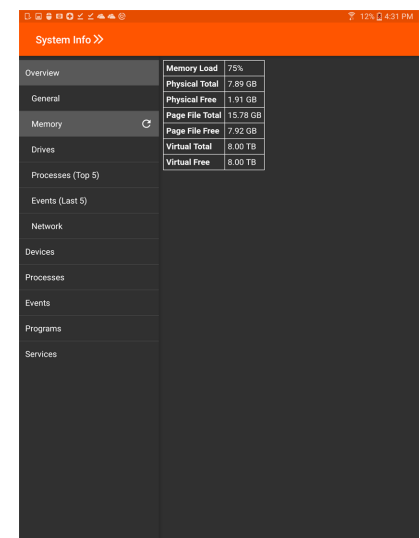 12% 4:31 PM
System Info
Overview
General
Memory
Drives
Processes (Top 5)
Events (Last 5)
Network
Devices
Processes
Events
Programs
Services
Memory Load 75%
Physical Total 7.89 GB
Physical Free 1.91 GB
Page File Total 15.78 GB
Page File Free 7.92 GB
Virtual Total 8.00 TB
Virtual Free 8.00 TB